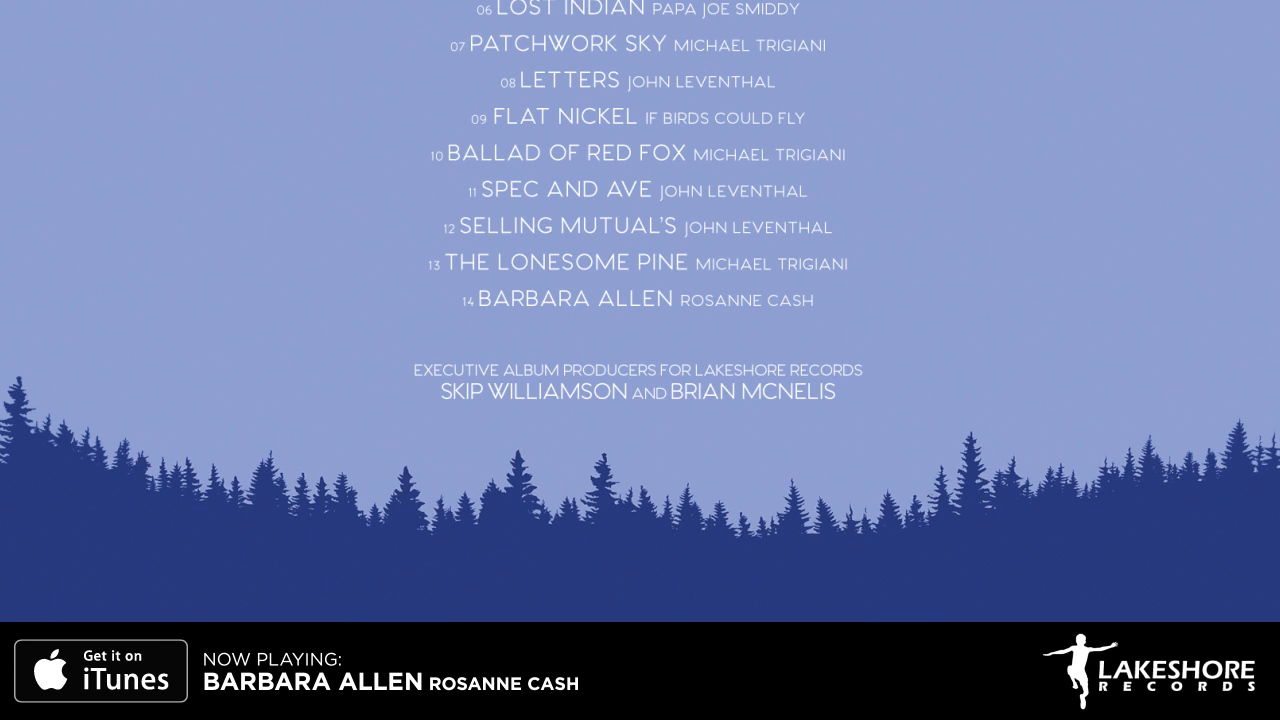 06 LOST INDIAN PAPA JOE SMIDDY
07 PATCHWORK SKY MICHAEL TRIGIANI
08 LETTERS JOHN LEVENTHAL
09 FLAT NICKEL IF BIRDS COULD FLY
10 BALLAD OF RED FOX MICHAEL TRIGIANI
11 SPEC AND AVE JOHN LEVENTHAL
12 SELLING MUTUAL'S JOHN LEVENTHAL
13 THE LONESOME PINE MICHAEL TRIGIANI
14 BARBARA ALLEN ROSANNE CASH
EXECUTIVE ALBUM PRODUCERS FOR LAKESHORE RECORDS
SKIP WILLIAMSON AND BRIAN MCNELIS
Get it on
iTunes
NOW PLAYING:
BARBARA ALLEN ROSANNE CASH
LAKESHORE
RECORDS